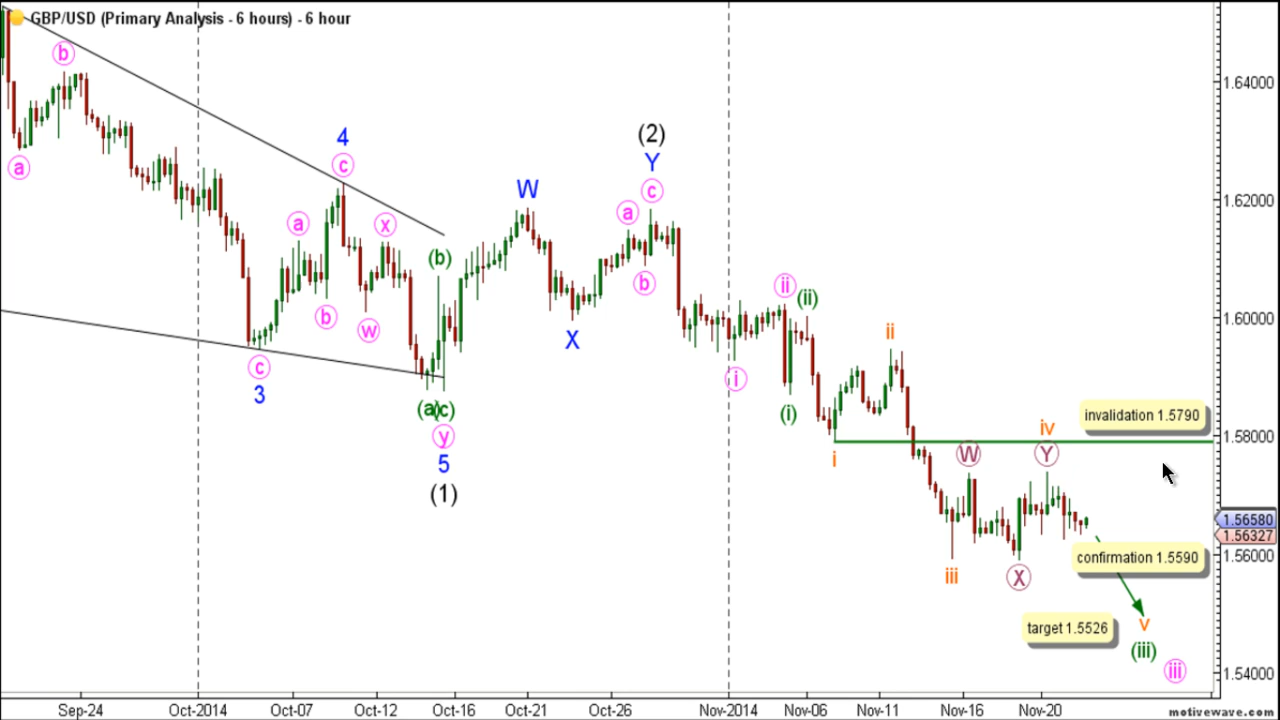 GBP/USD (Primary Analysis - 6 hours) - 6 hour
b
a
1.64000
1.62000
1.60000
1.58000
1.56580
1.56327
1.56000
1.54000
4
c
a
x
b
w
c
3
(b)
(a)
(c)
y
5
(1)
W
X
(2)
Y
c
a
b
ii
(ii)
i
(i)
ii
i
invalidation 1.5790
iv
W
Y
iii
X
confirmation 1.5590
target 1.5526
v
(iii)
iii
Sep-24
Oct-2014
Oct-07
Oct-12
Oct-16
Oct-21
Oct-26
Nov-2014
Nov-06
Nov-11
Nov-16
Nov-20
motivewave.com